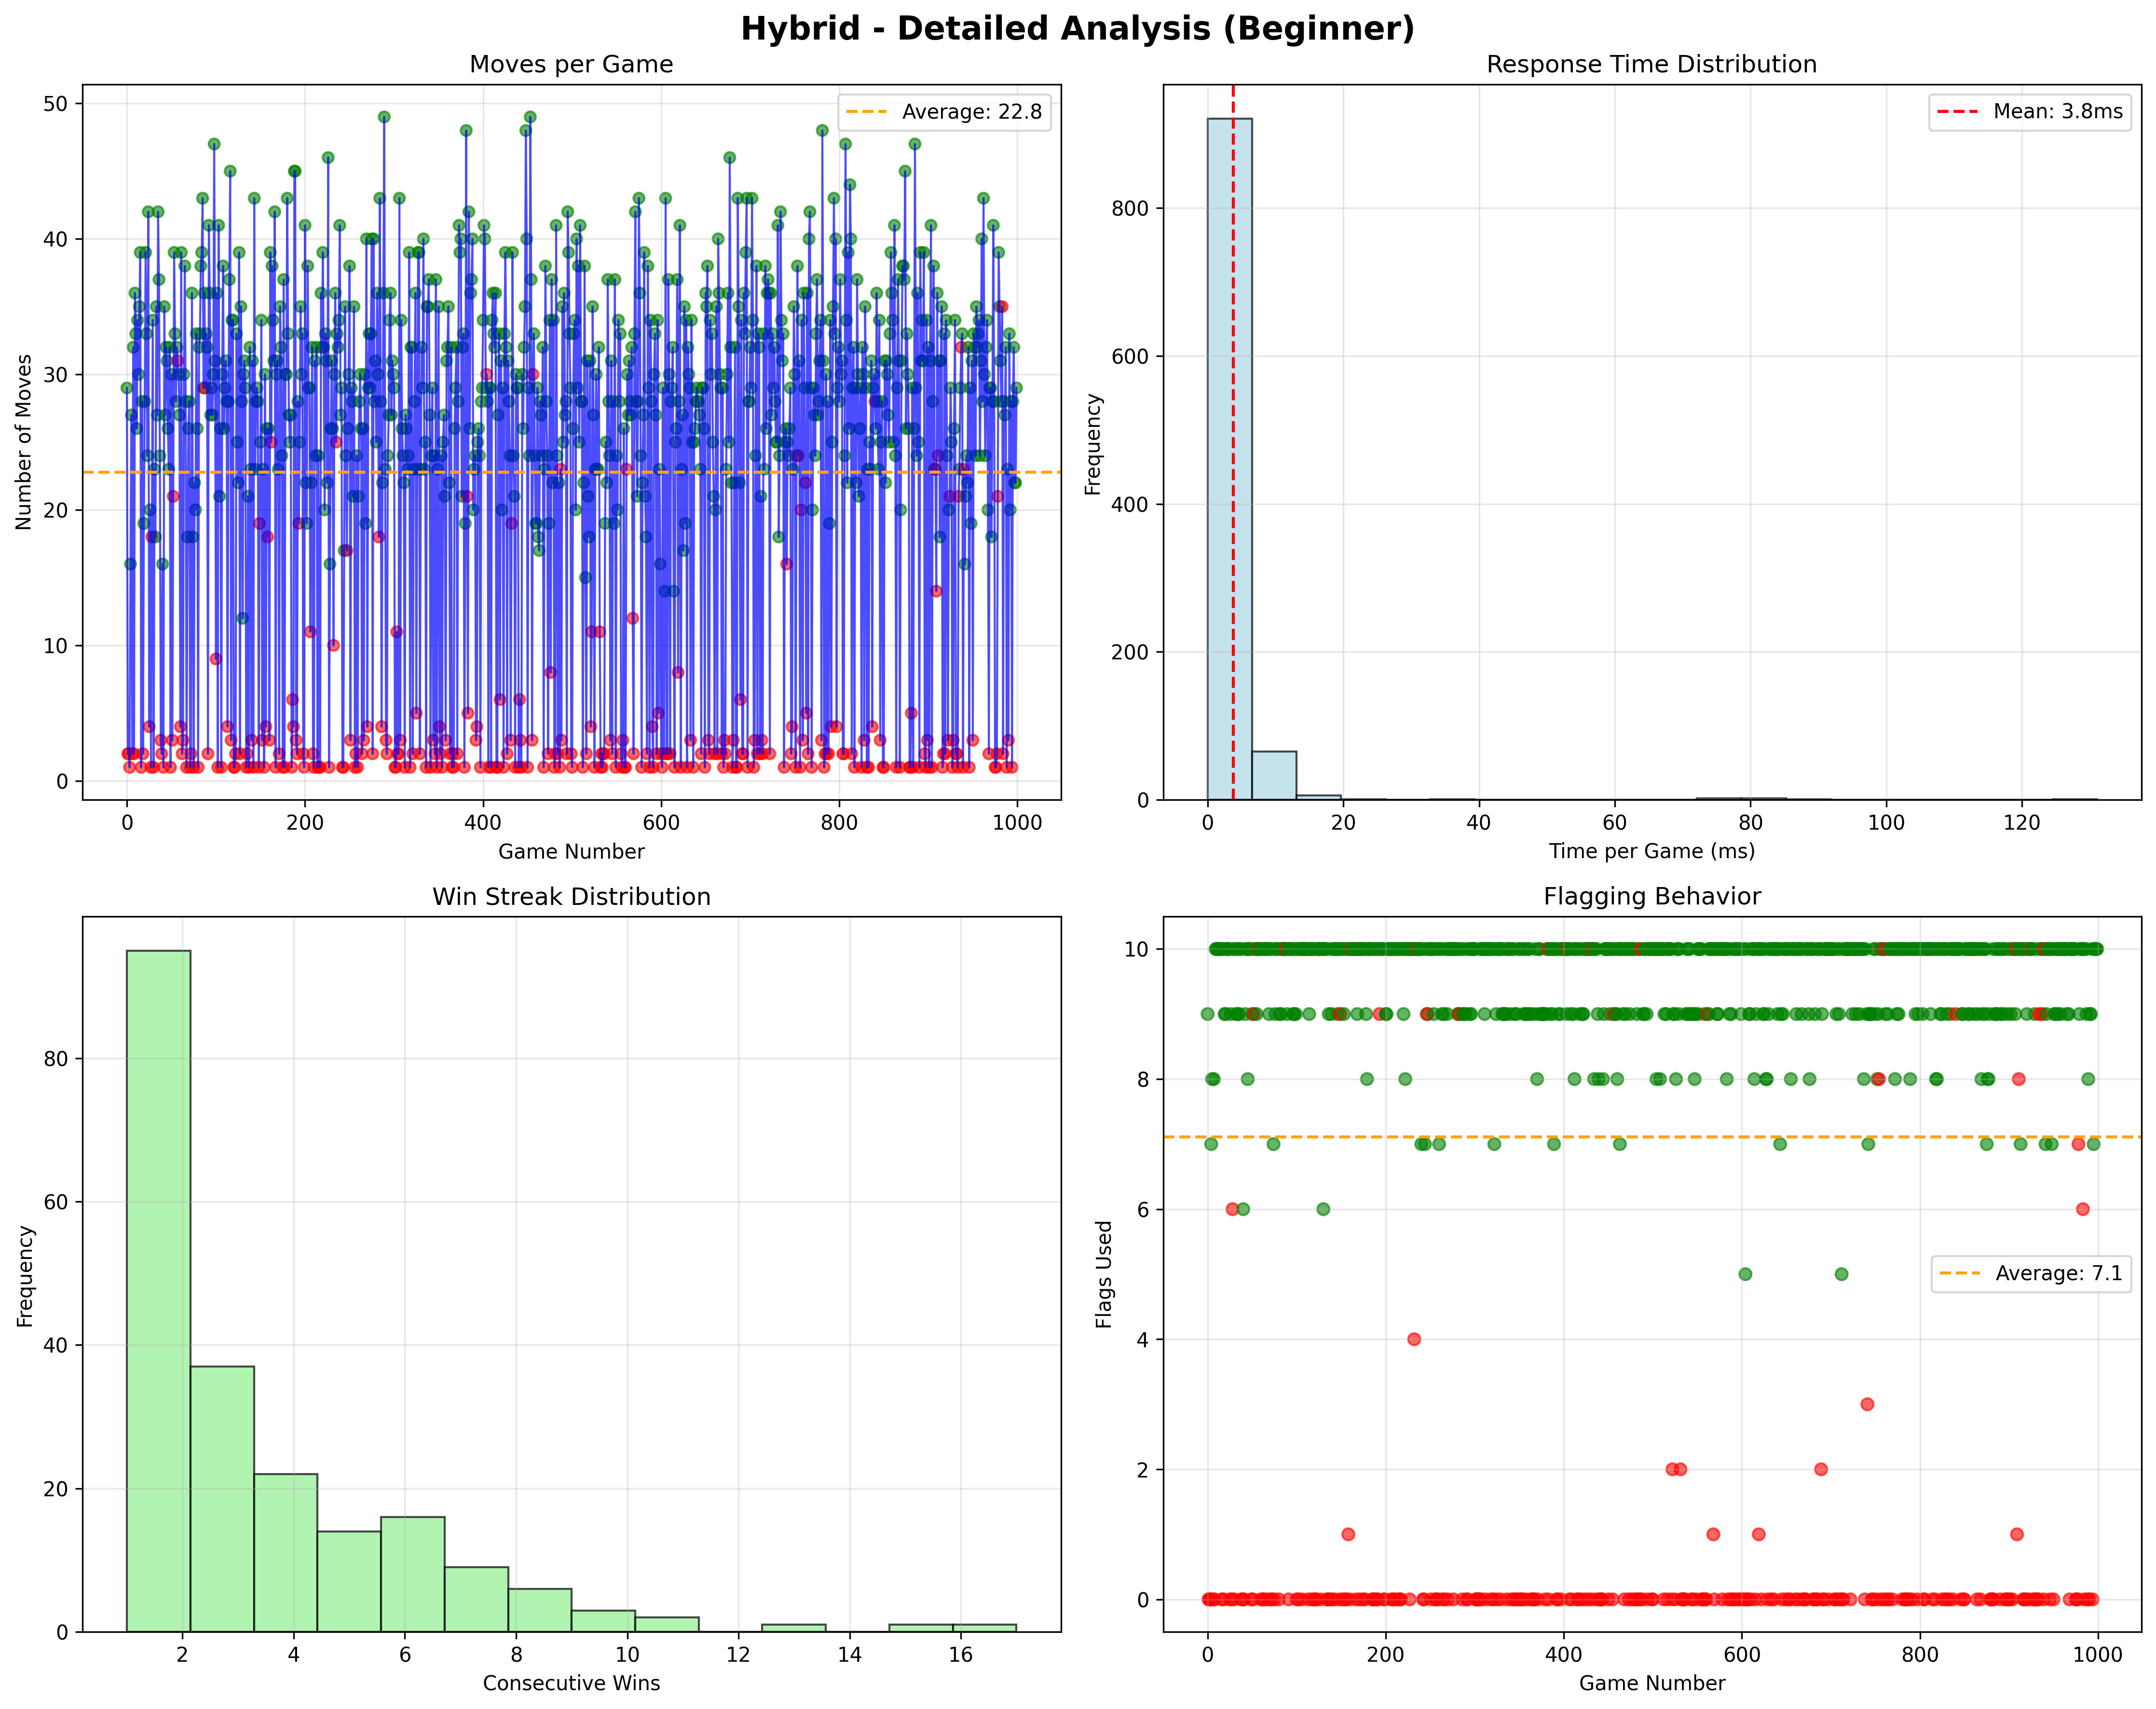 Hybrid - Detailed Analysis (Beginner)
Moves per Game
Average: 22.8
50
40
30
20
10
0
Number of Moves
0 200 400 600 800 1000
Game Number
Response Time Distribution
Mean: 3.8ms
800
600
400
200
0
Frequency
0 20 40 60 80 100 120
Time per Game (ms)
Win Streak Distribution
80
60
40
20
0
Frequency
2 4 6 8 10 12 14 16
Consecutive Wins
Flagging Behavior
10
8
6
4
2
0
Flags Used
Average: 7.1
0 200 400 600 800 1000
Game Number